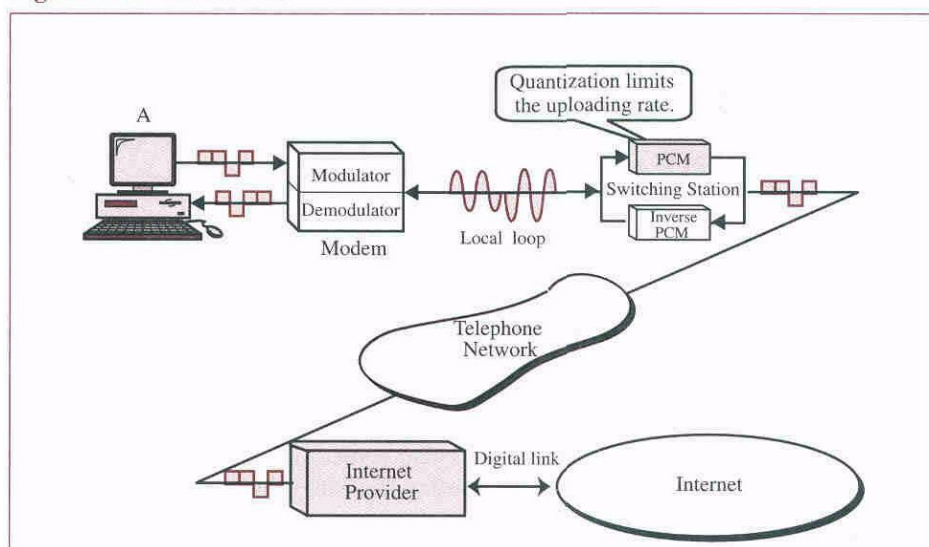 Quantization limits
the uploading rate.
A
PCM
Modulator
Switching Station
Demodulator
Inverse
PCM
Local loop
Modem
Telephone
Network
Digital link
Internet
Provider
Internet